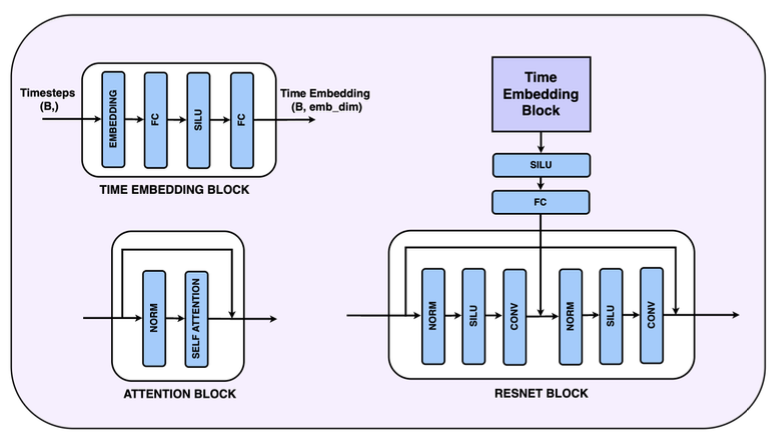 Timesteps
(B,)
EMBEDDING
FC
SILU
FC
Time Embedding
(B, emb_dim)
TIME EMBEDDING BLOCK
Time
Embedding
Block
SILU
FC
NORM
SELF ATTENTION
ATTENTION BLOCK
NORM
SILU
CONV
NORM
SILU
CONV
RESNET BLOCK